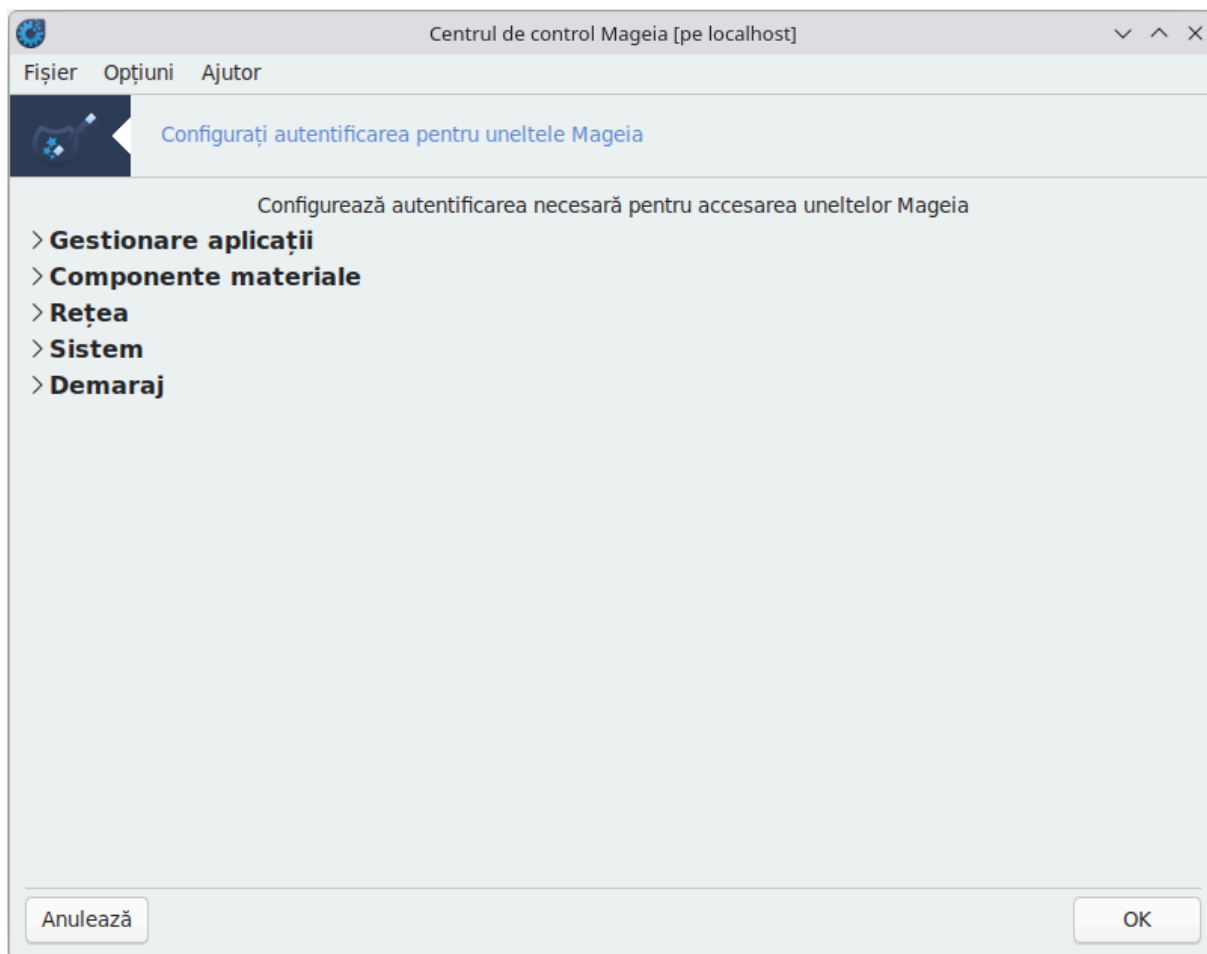 Centrul de control Mageia [pe localhost]
Fișier Opțiuni Ajutor
Configurați autentificarea pentru uneltele Mageia
Configurează autentificarea necesară pentru accesarea uneltelor Mageia
Gestionare aplicații
Componente materiale
Rețea
Sistem
Demaraj
Anulează OK